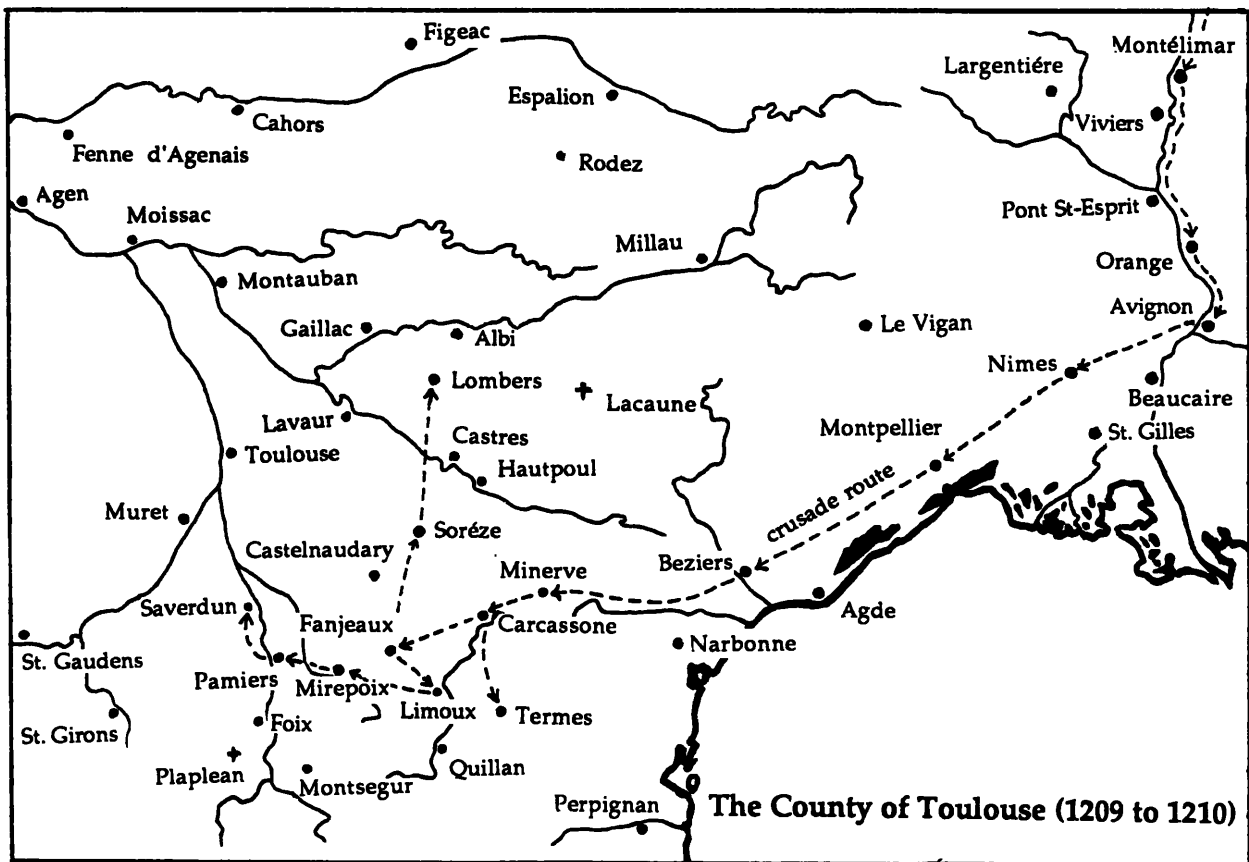 Figeac
Montélimar
Largentiére
Espalion
Viviers
Cahors
Fenne d'Agenais
Rodez
Agen
Pont St-Esprit
Moissac
Millau
Orange
Montauban
Avignon
Gaillac
Albi
Le Vigan
Nimes
Lombers
Lacaune
Beaucaire
Lavaur
Montpellier
St. Gilles
Castres
Toulouse
Hautpoul
crusade route
Muret
Soréze
Castelnaudary
Minerve
Beziers
Saverdun
Agde
Fanjeaux
Carcassone
Narbonne
St. Gaudens
Pamiers
Mirepoix
Limoux
Termes
Foix
St. Girons
Plaplean
Montsegur
Quillan
Perpignan
The County of Toulouse (1209 to 1210)